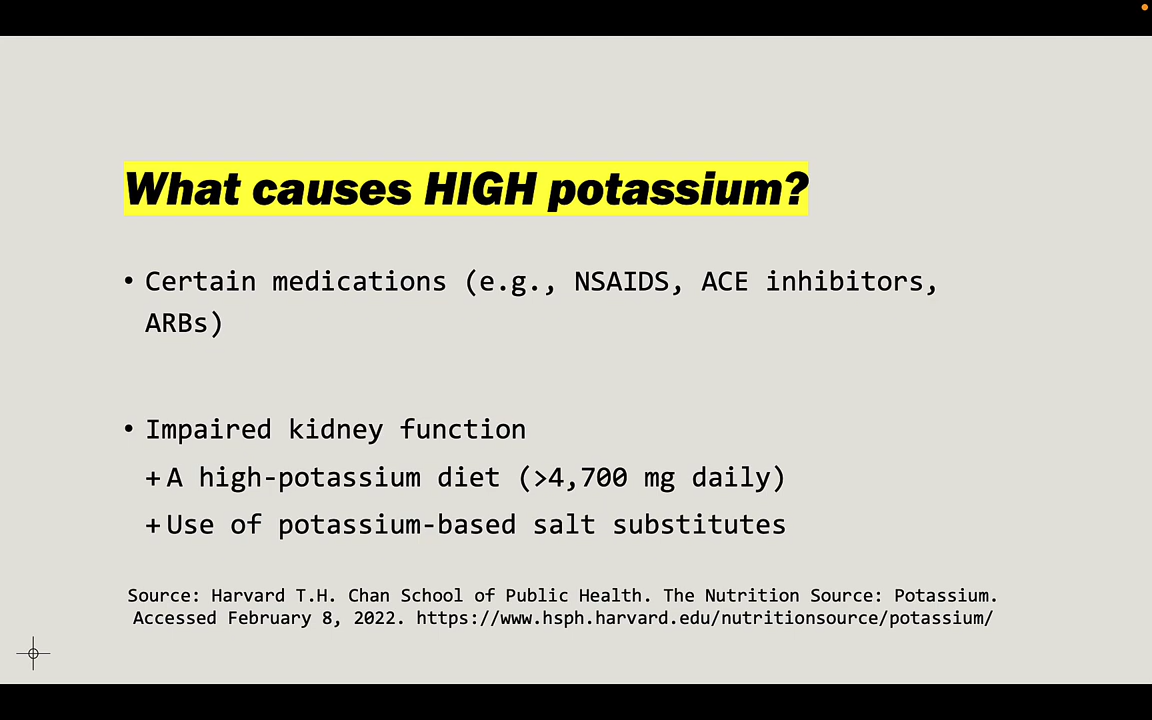 What causes HIGH potassium?
• Certain medications (e.g., NSAIDS, ACE inhibitors,
ARBs)
• Impaired kidney function
+ A high-potassium diet (>4,700 mg daily)
+ Use of potassium-based salt substitutes
Source: Harvard T.H. Chan School of Public Health. The Nutrition Source: Potassium.
Accessed February 8, 2022. https://www.hsph.harvard.edu/nutritionsource/potassium/